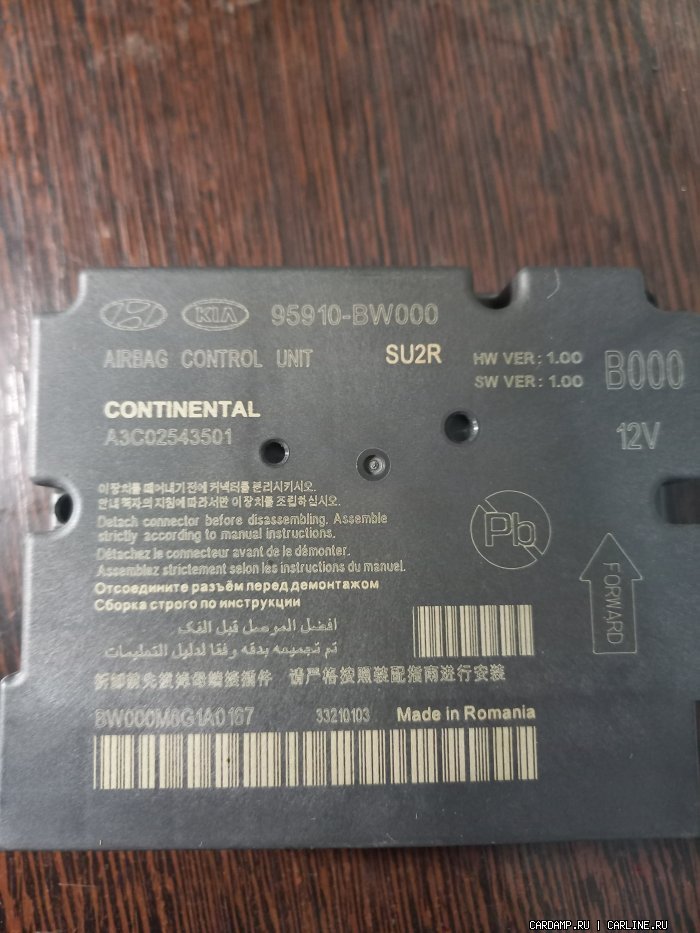 KIA 95910-BW000
AIRBAG CONTROL UNIT SU2R HW VER: 1.00 B000
SW VER: 1.00
CONTINENTAL
A3C02543501
12V
이 장치를 떼어내기 전에 커넥터를 분리시키시오.
안내 책자의 지침에 따라서만 이 장치를 조립하십시오.
Detach connector before disassembling. Assemble
strictly according to manual instructions.
Pb
Détachez le connecteur avant de le démonter.
Assemblez strictement selon les instructions du manuel.
FORWARD
Отсоедините разъём перед демонтажом
Сборка строго по инструкции
افضل الموصل قبل الفك
تم تجميعه بدقه وفقا لدليل التعليمات
请严格按照装配指南进行安装
BW000M6G1A0167 33210103 Made in Romania
CARDAMP.RU | CARLINE.RU